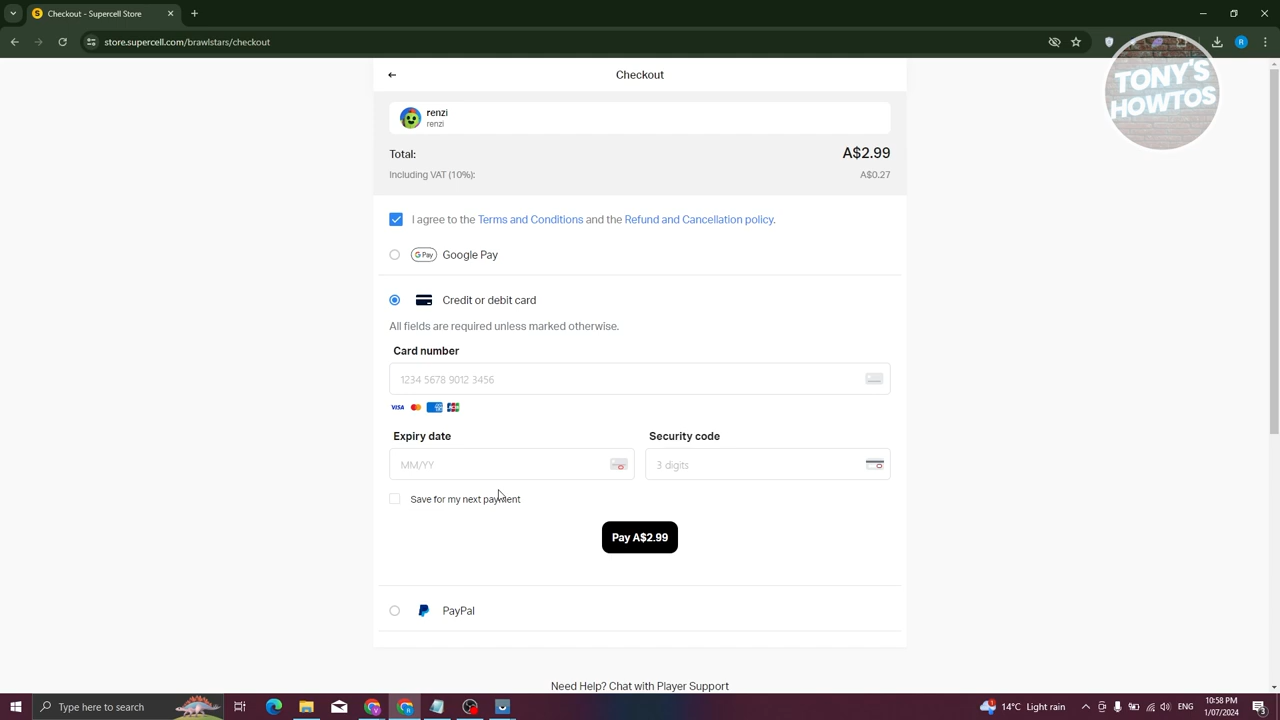 Checkout - Supercell Store
store.supercell.com/brawlstars/checkout
R
TONY'S
HOWTOS
Checkout
renzi
renzi
Total:
A$2.99
Including VAT (10%):
A$0.27
I agree to the Terms and Conditions and the Refund and Cancellation policy.
G Pay Google Pay
Credit or debit card
All fields are required unless marked otherwise.
Card number
1234 5678 9012 3456
VISA
Expiry date
Security code
MM/YY
3 digits
Save for my next payment
Pay A$2.99
PayPal
Need Help? Chat with Player Support
Type here to search
14°C Light rain
10:58 PM
1/07/2024